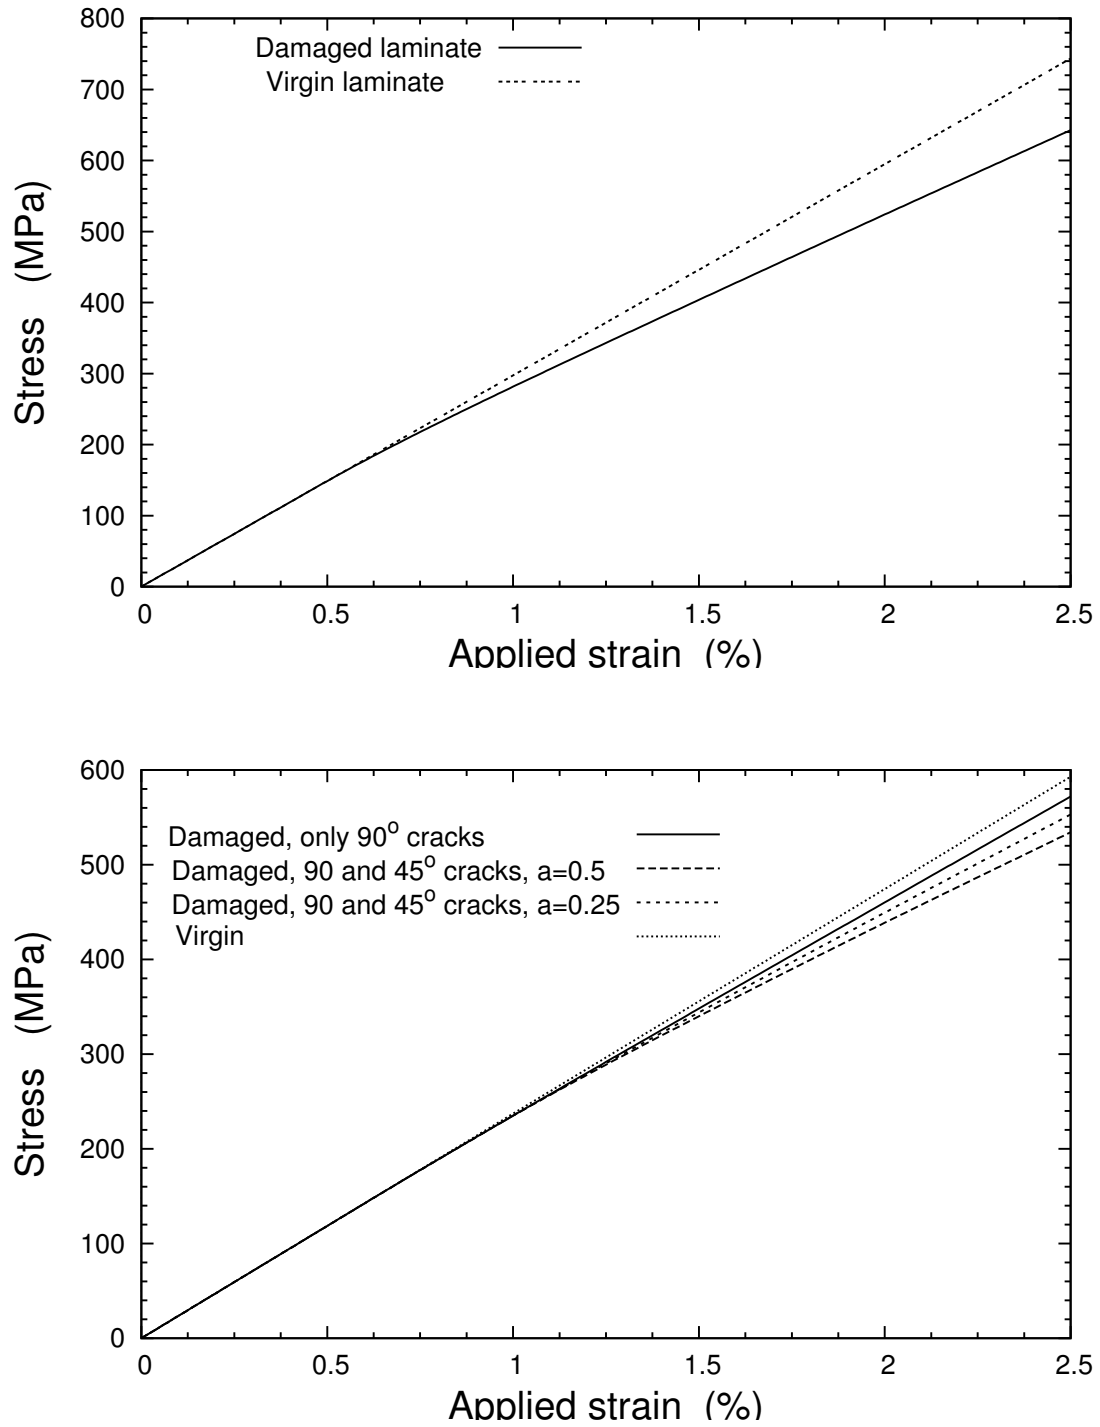 800
700
600
500
400
300
200
100
0
Stress (MPa)
Damaged laminate
Virgin laminate
0 0.5 1 1.5 2 2.5
Applied strain (%)
600
500
400
300
200
100
0
Stress (MPa)
Damaged, only 90° cracks
Damaged, 90 and 45° cracks, a=0.5
Damaged, 90 and 45° cracks, a=0.25
Virgin
0 0.5 1 1.5 2 2.5
Applied strain (%)